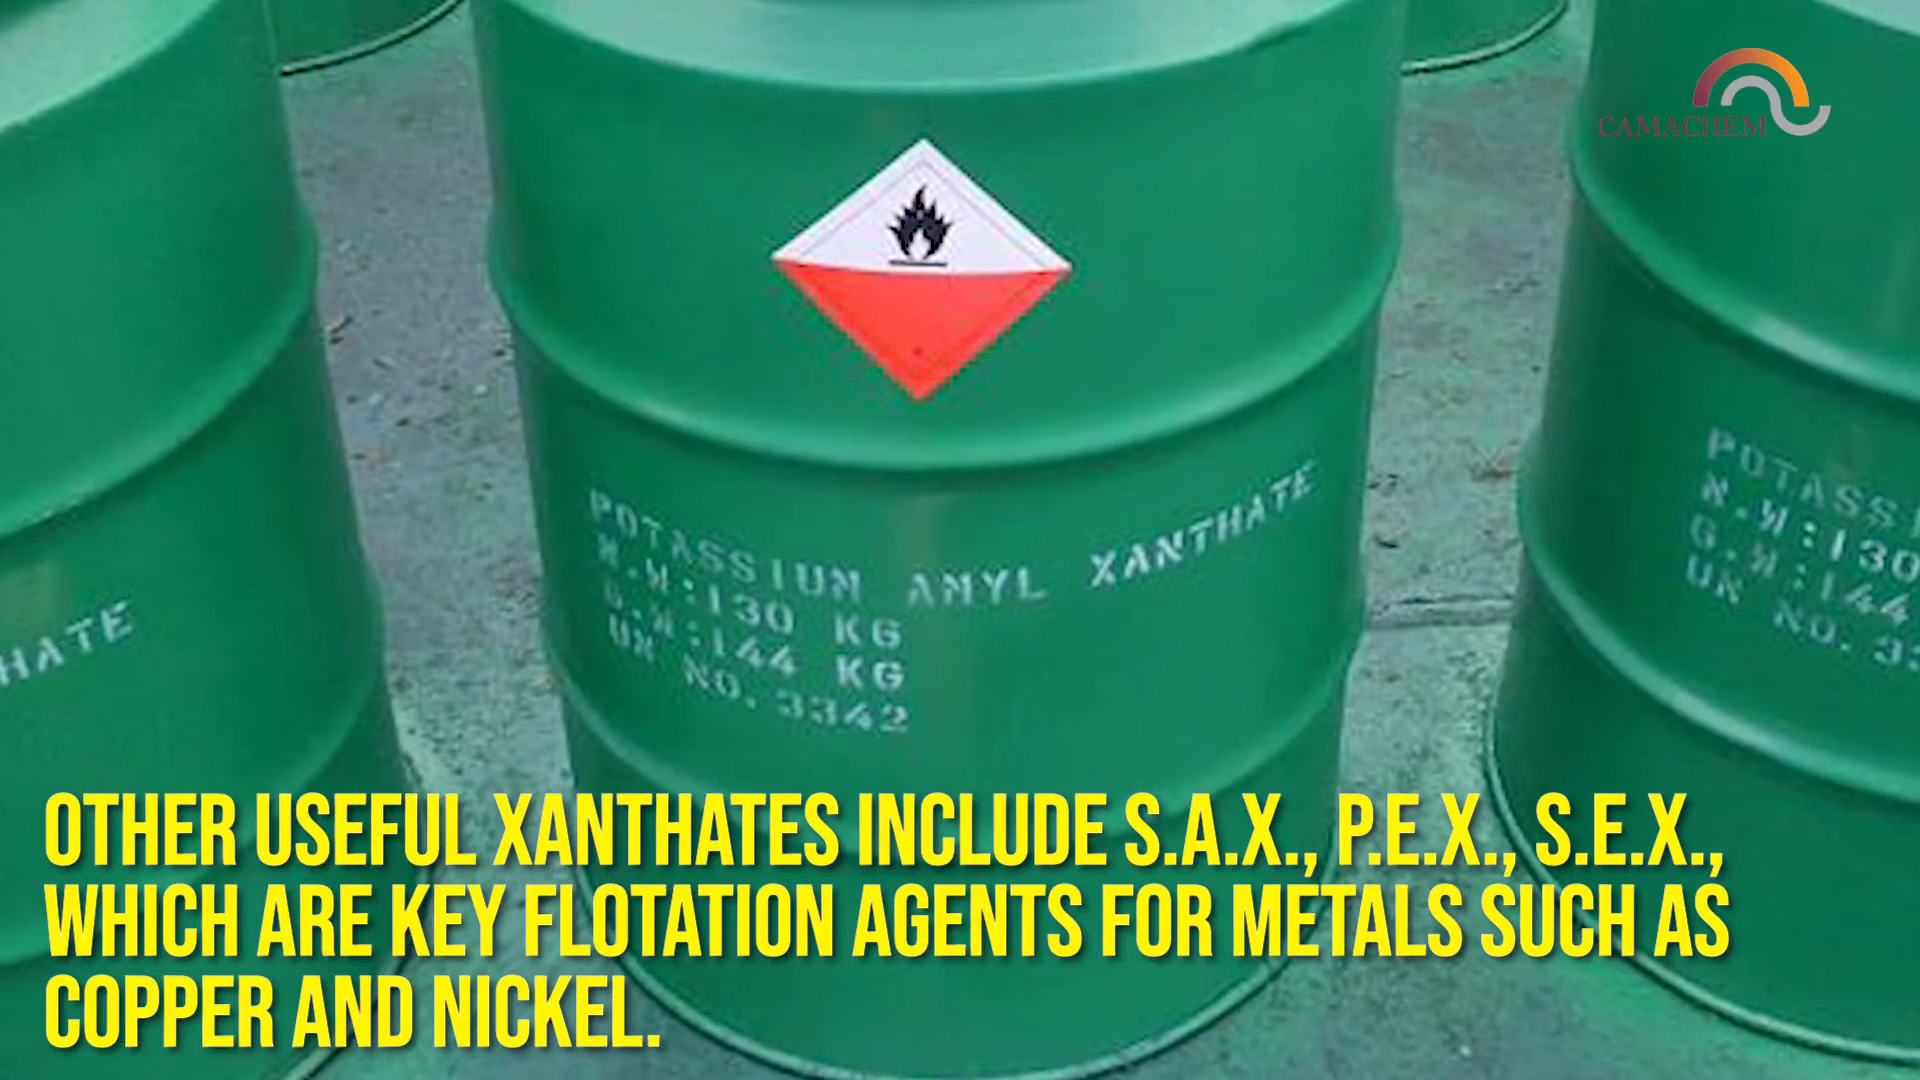 CAMACHEM
POTASSIUM AMYL XANTHATE
N.W:130 KG
G.W:144 KG
UN NO.3342
HATE
POTASSI
N.W:130
G.W:144
UN NO.33
OTHER USEFUL XANTHATES INCLUDE S.A.X., P.E.X., S.E.X.,
WHICH ARE KEY FLOTATION AGENTS FOR METALS SUCH AS
COPPER AND NICKEL.